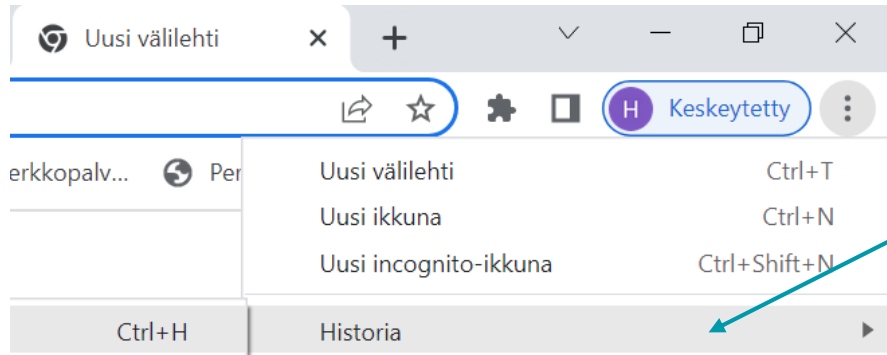 Uusi välilehti
H Keskeytetty
erkkopalv... Per
Uusi välilehti Ctrl+T
Uusi ikkuna Ctrl+N
Uusi incognito-ikkuna Ctrl+Shift+N
Ctrl+H Historia